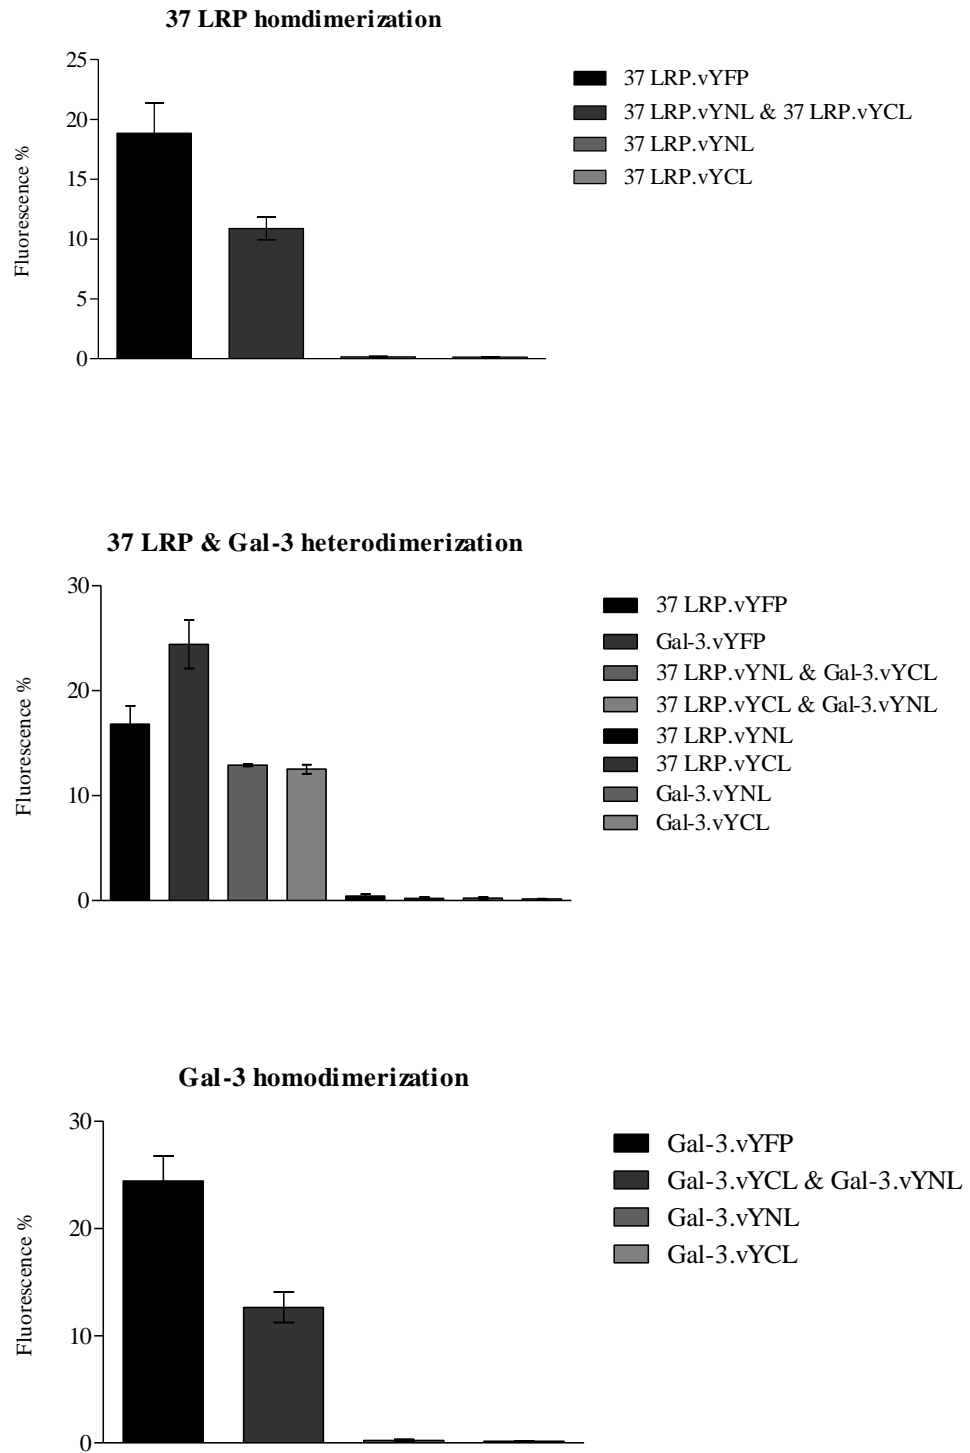 37 LRP homdimerization
25
20
15
10
5
0
Fluorescence %
37 LRP.vYFP
37 LRP.vYNL & 37 LRP.vYCL
37 LRP.vYNL
37 LRP.vYCL
37 LRP & Gal-3 heterodimerization
30
20
10
0
Fluorescence %
37 LRP.vYFP
Gal-3.vYFP
37 LRP.vYNL & Gal-3.vYCL
37 LRP.vYCL & Gal-3.vYNL
37 LRP.vYNL
37 LRP.vYCL
Gal-3.vYNL
Gal-3.vYCL
Gal-3 homodimerization
30
20
10
0
Fluorescence %
Gal-3.vYFP
Gal-3.vYCL & Gal-3.vYNL
Gal-3.vYNL
Gal-3.vYCL